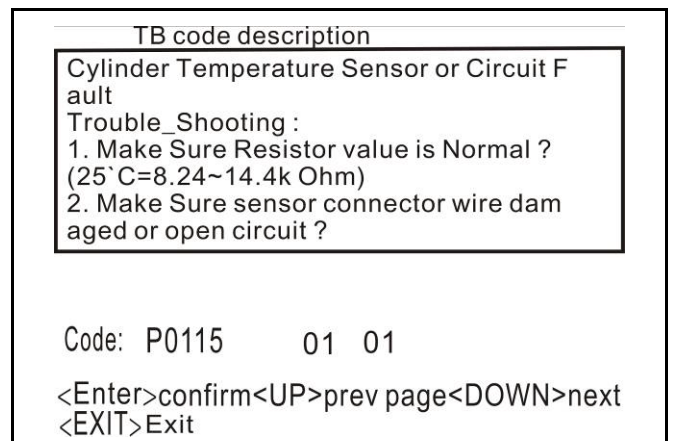 TB code description
Cylinder Temperature Sensor or Circuit F
ault
Trouble_Shooting :
1. Make Sure Resistor value is Normal ?
(25`C=8.24~14.4k Ohm)
2. Make Sure sensor connector wire dam
aged or open circuit ?
Code: P0115 01 01
<Enter>confirm<UP>prev page<DOWN>next
<EXIT>Exit